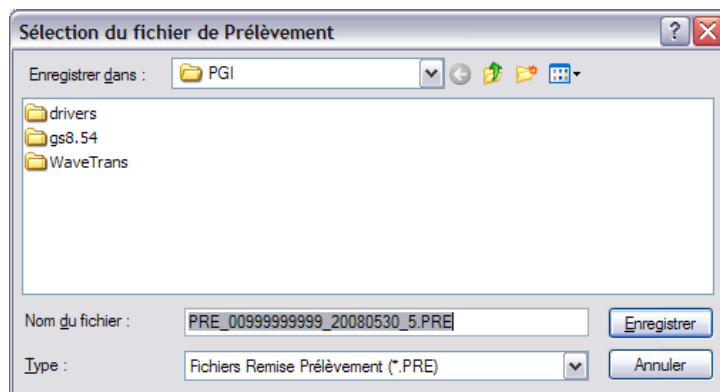 Sélection du fichier de Prélèvement
Enregistrer dans : PGI
drivers
gs8.54
WaveTrans
Nom du fichier : PRE_00999999999_20080530_5.PRE Enregistrer
Type : Fichiers Remise Prélèvement (*.PRE) Annuler